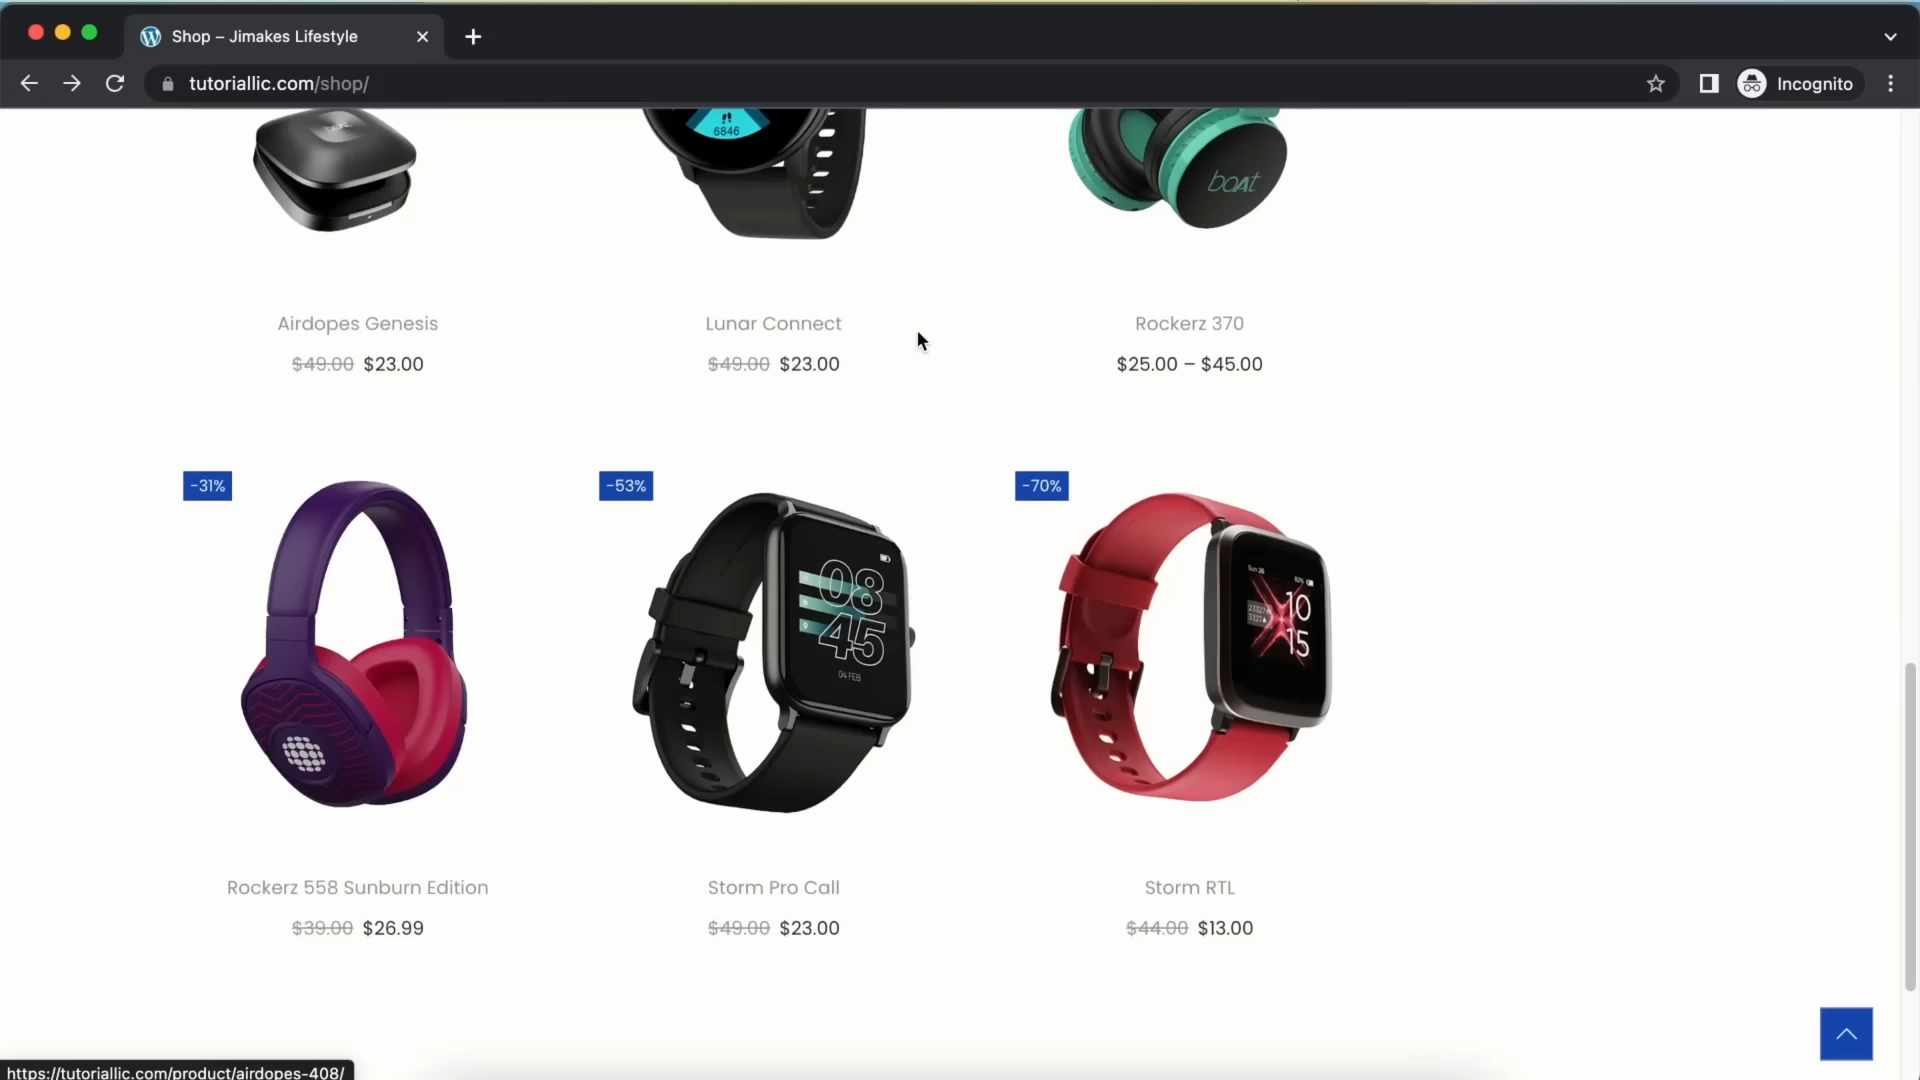 Shop – Jimakes Lifestyle
tutoriallic.com/shop/
Incognito
6846
boAt
Airdopes Genesis
Lunar Connect
Rockerz 370
$49.00 $23.00
$49.00 $23.00
$25.00 – $45.00
-31%
-53%
-70%
08
45
04 FEB
Sun 26
82%
10
15
Rockerz 558 Sunburn Edition
Storm Pro Call
Storm RTL
$39.00 $26.99
$49.00 $23.00
$44.00 $13.00
https://tutoriallic.com/product/airdopes-408/